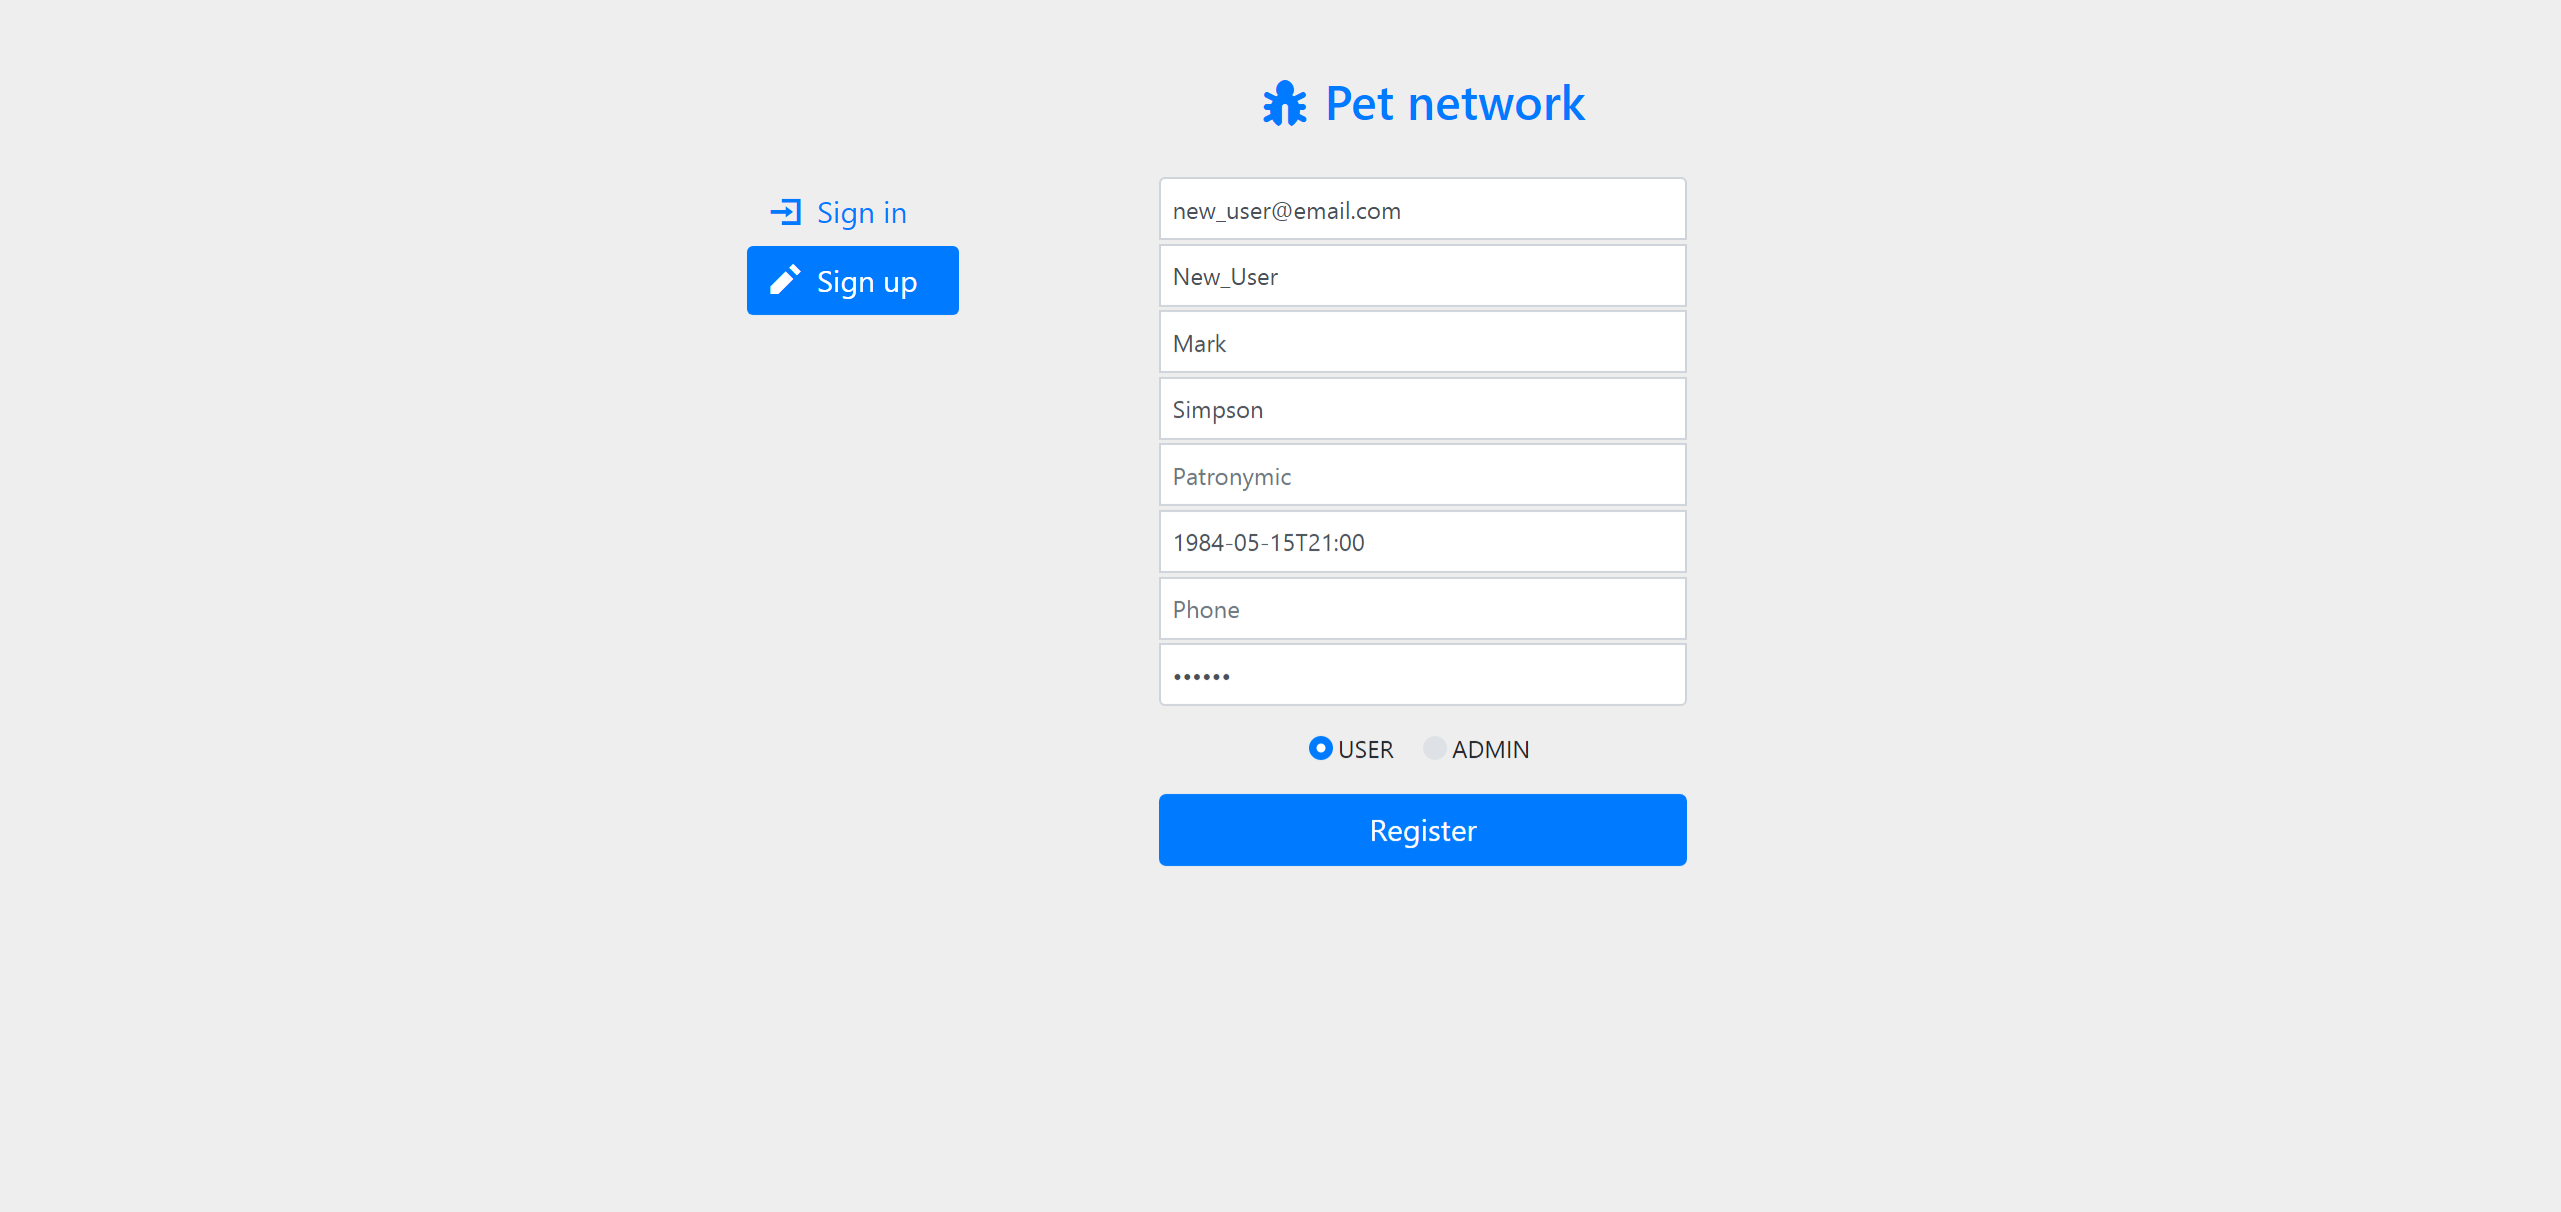 Pet network
Sign in
Sign up
new_user@email.com
New_User
Mark
Simpson
Patronymic
1984-05-15T21:00
Phone
••••••
USER ADMIN
Register